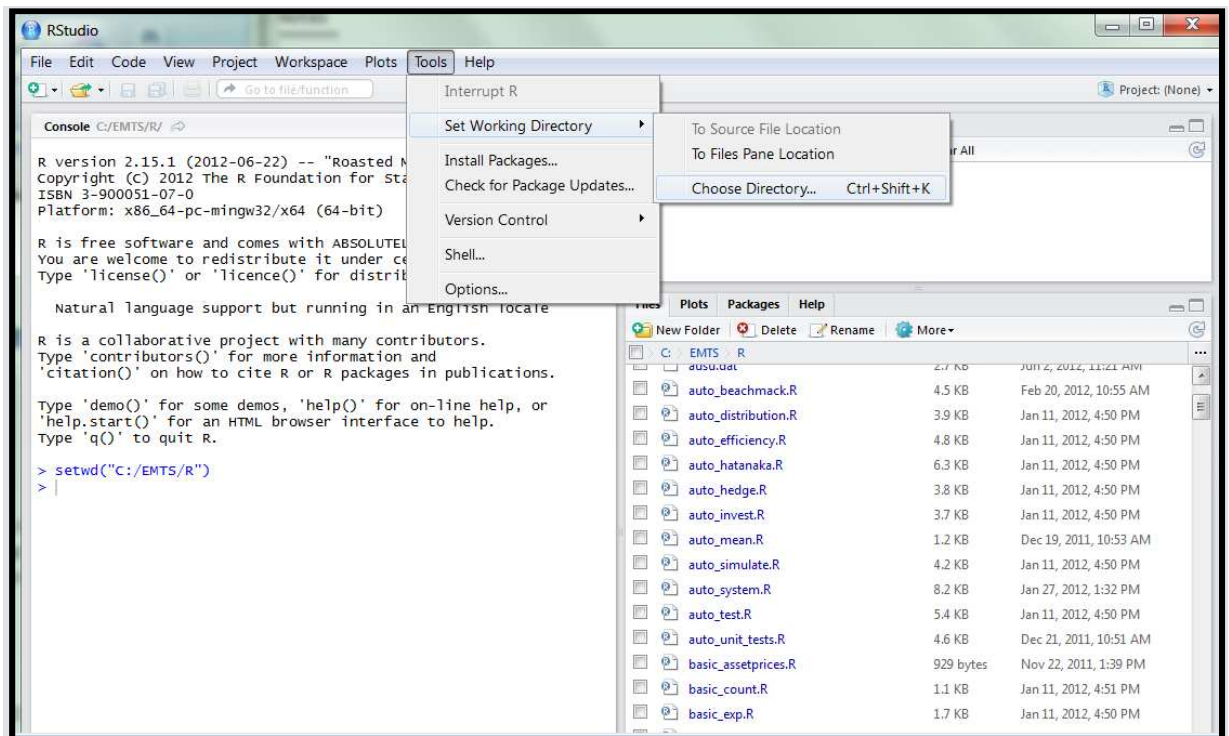 RStudio
File Edit Code View Project Workspace Plots Tools Help
Go to file/function
Project: (None)
Interrupt R
Set Working Directory
Install Packages...
Check for Package Updates...
Version Control
Shell...
Options...
To Source File Location
To Files Pane Location
Choose Directory... Ctrl+Shift+K
All
Console C:/EMTS/R/
R version 2.15.1 (2012-06-22) -- "Roasted
Copyright (C) 2012 The R Foundation for
ISBN 3-900051-07-0
Platform: x86_64-pc-mingw32/x64 (64-bit)
R is free software and comes with
You are welcome to redistribute it under
Type 'license()' or 'licence()' for
Natural language support but running in an English locale
R is a collaborative project with many contributors.
Type 'contributors()' for more information and
'citation()' on how to cite R or R packages in publications.
Type 'demo()' for some demos, 'help()' for on-line help, or
'help.start()' for an HTML browser interface to help.
Type 'q()' to quit R.
> setwd("C:/EMTS/R")
>
Files Plots Packages Help
New Folder Delete Rename More
C: EMTS R
ausu.dat 2.7 KB Jun 2, 2012, 11:21 AM
auto_beachmack.R 4.5 KB Feb 20, 2012, 10:55 AM
auto_distribution.R 3.9 KB Jan 11, 2012, 4:50 PM
auto_efficiency.R 4.8 KB Jan 11, 2012, 4:50 PM
auto_hatanaka.R 6.3 KB Jan 11, 2012, 4:50 PM
auto_hedge.R 3.8 KB Jan 11, 2012, 4:50 PM
auto_invest.R 3.7 KB Jan 11, 2012, 4:50 PM
auto_mean.R 1.2 KB Dec 19, 2011, 10:53 AM
auto_simulate.R 4.2 KB Jan 11, 2012, 4:50 PM
auto_system.R 8.2 KB Jan 27, 2012, 1:32 PM
auto_test.R 5.4 KB Jan 11, 2012, 4:50 PM
auto_unit_tests.R 4.6 KB Dec 21, 2011, 10:51 AM
basic_assetprices.R 929 bytes Nov 22, 2011, 1:39 PM
basic_count.R 1.1 KB Jan 11, 2012, 4:51 PM
basic_exp.R 1.7 KB Jan 11, 2012, 4:50 PM